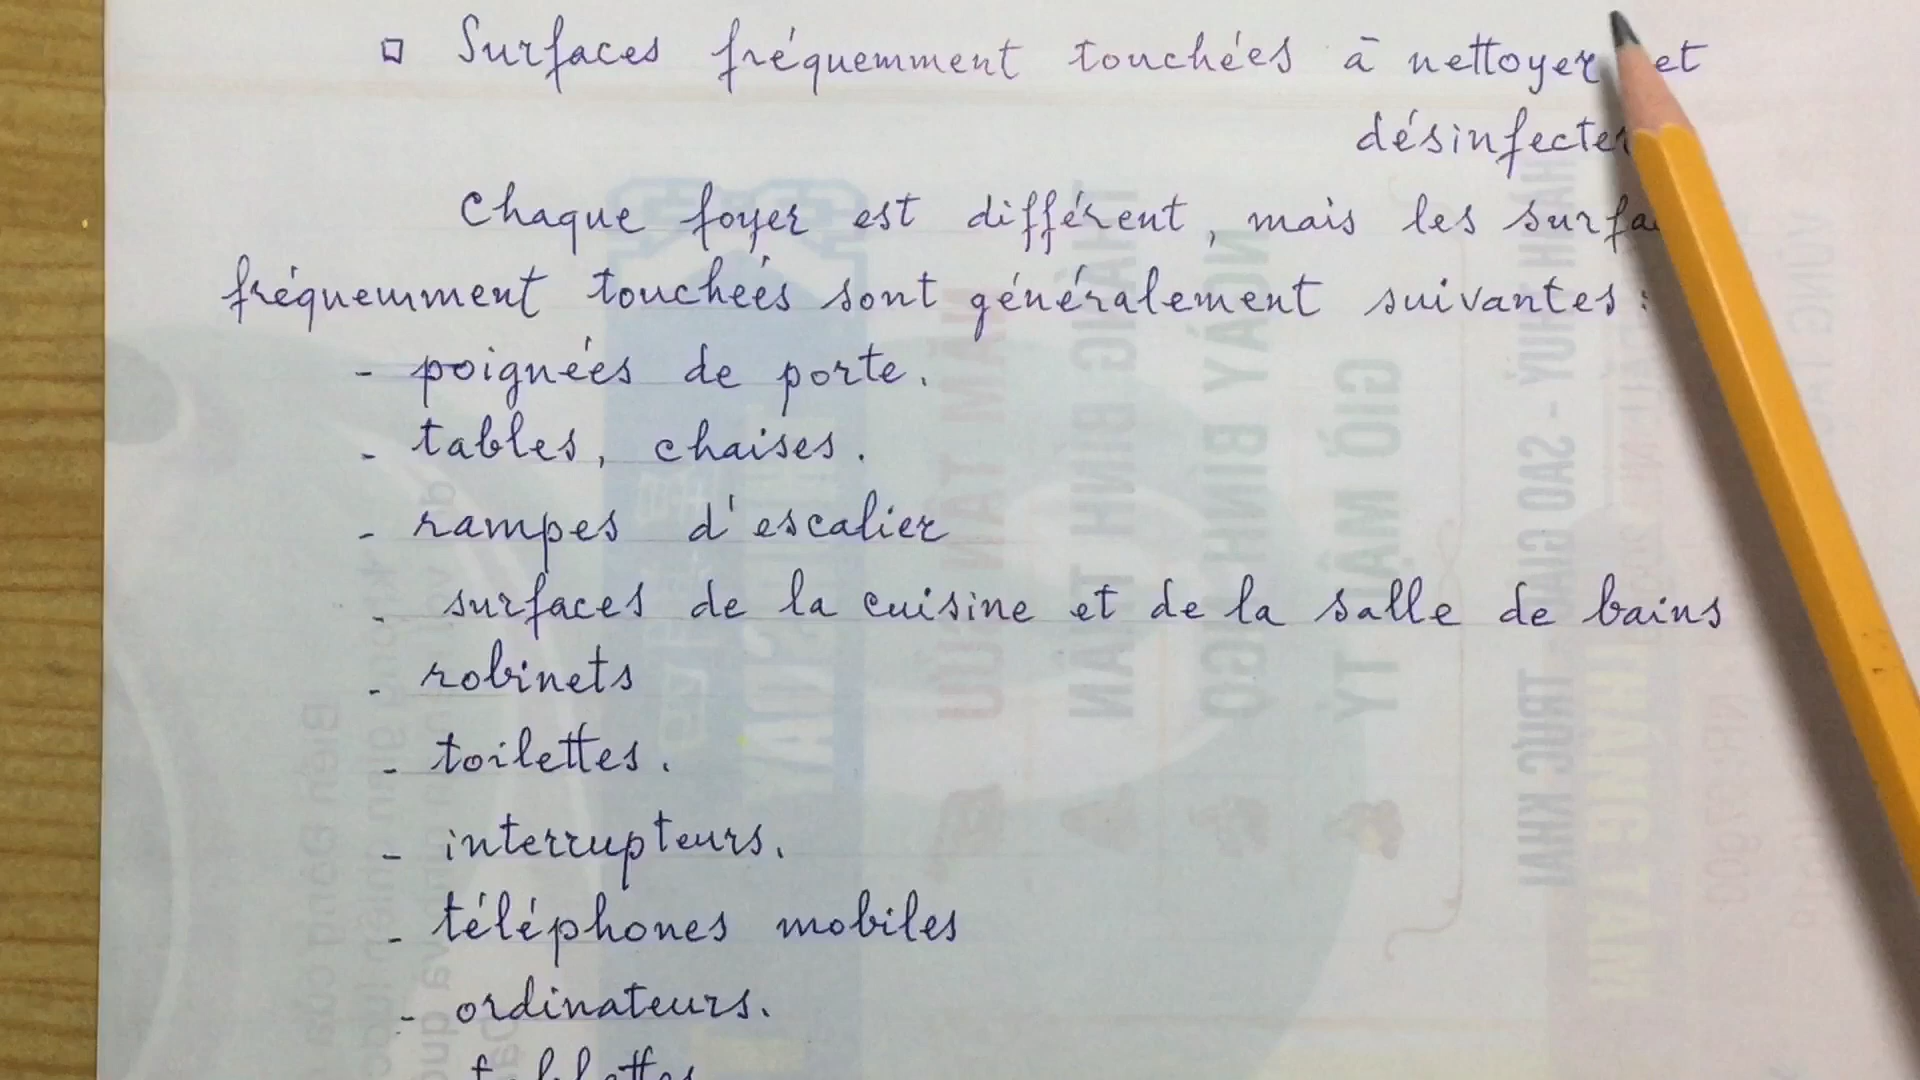 Surfaces fréquemment touchées à nettoyer et
désinfecter
Chaque foyer est différent, mais les
fréquemment touchées sont généralement suivantes :
- poignées de porte.
- tables, chaises.
- rampes d'escalier
- surfaces de la cuisine et de la salle de bains
- robinets
- toilettes.
- interrupteurs.
- téléphones mobiles
- ordinateurs.